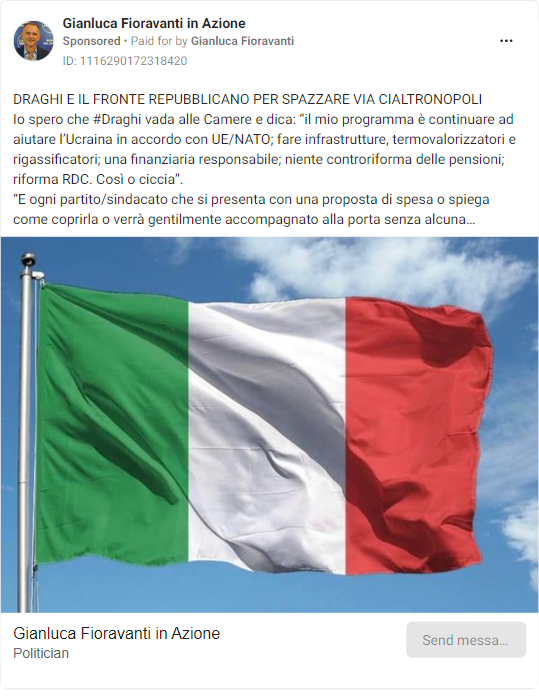 Gianluca Fioravanti in Azione
Sponsored • Paid for by Gianluca Fioravanti
ID: 1116290172318420
DRAGHI E IL FRONTE REPUBBLICANO PER SPAZZARE VIA CIALTRONOPOLI
Io spero che #Draghi vada alle Camere e dica: “il mio programma è continuare ad
aiutare l’Ucraina in accordo con UE/NATO; fare infrastrutture, termovalorizzatori e
rigassificatori; una finanziaria responsabile; niente controriforma delle pensioni;
riforma RDC. Così o ciccia”.
“E ogni partito/sindacato che si presenta con una proposta di spesa o spiega
come coprirla o verrà gentilmente accompagnato alla porta senza alcuna…
Gianluca Fioravanti in Azione
Politician
Send messa…